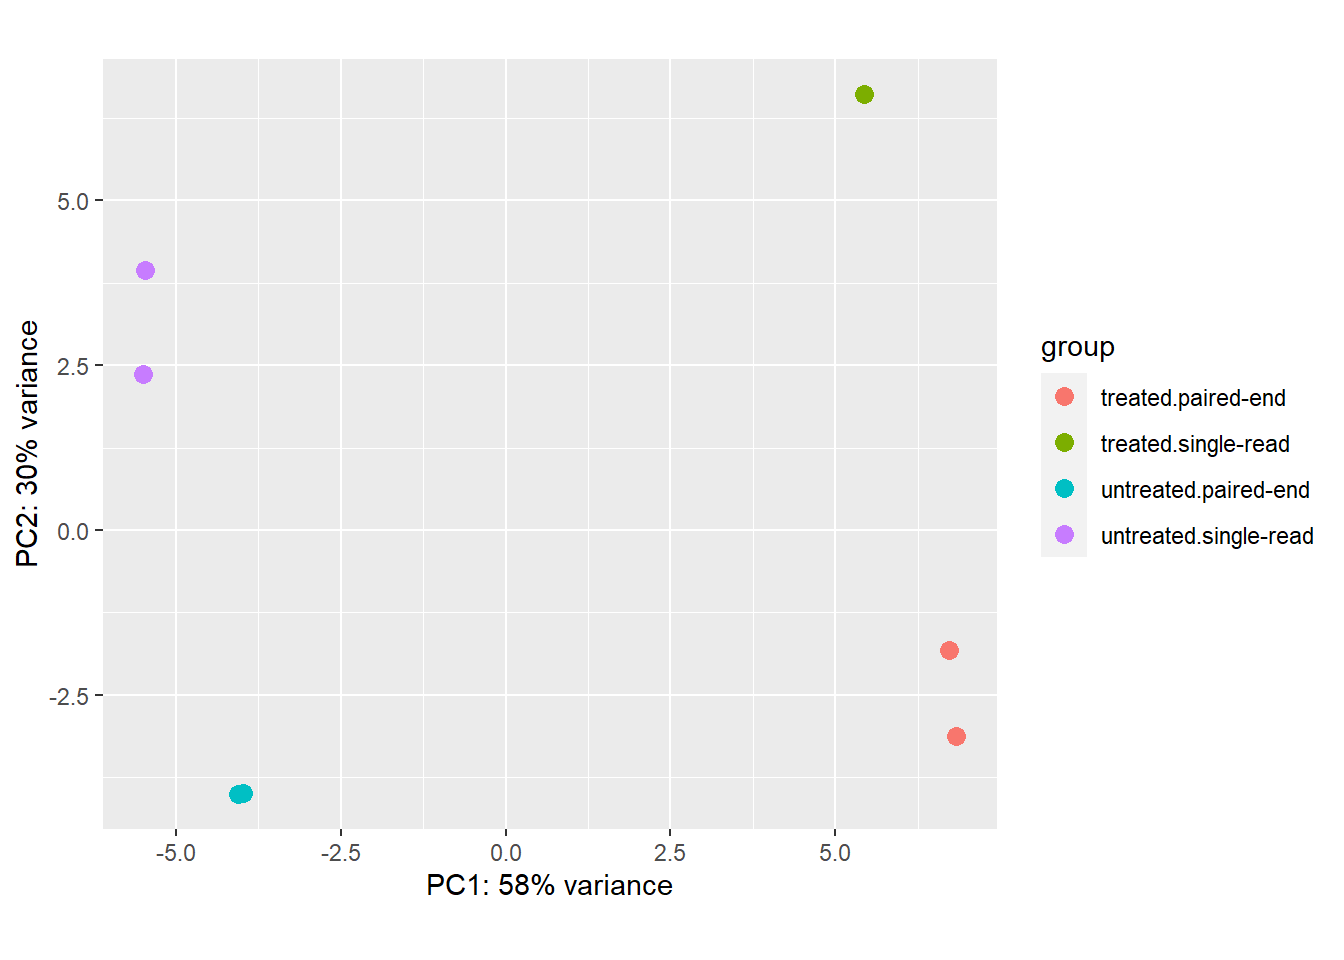 PC2: 30% variance
5.0
2.5
0.0
-2.5
-5.0
-2.5
0.0
2.5
5.0
PC1: 58% variance
group
treated.paired-end
treated.single-read
untreated.paired-end
untreated.single-read